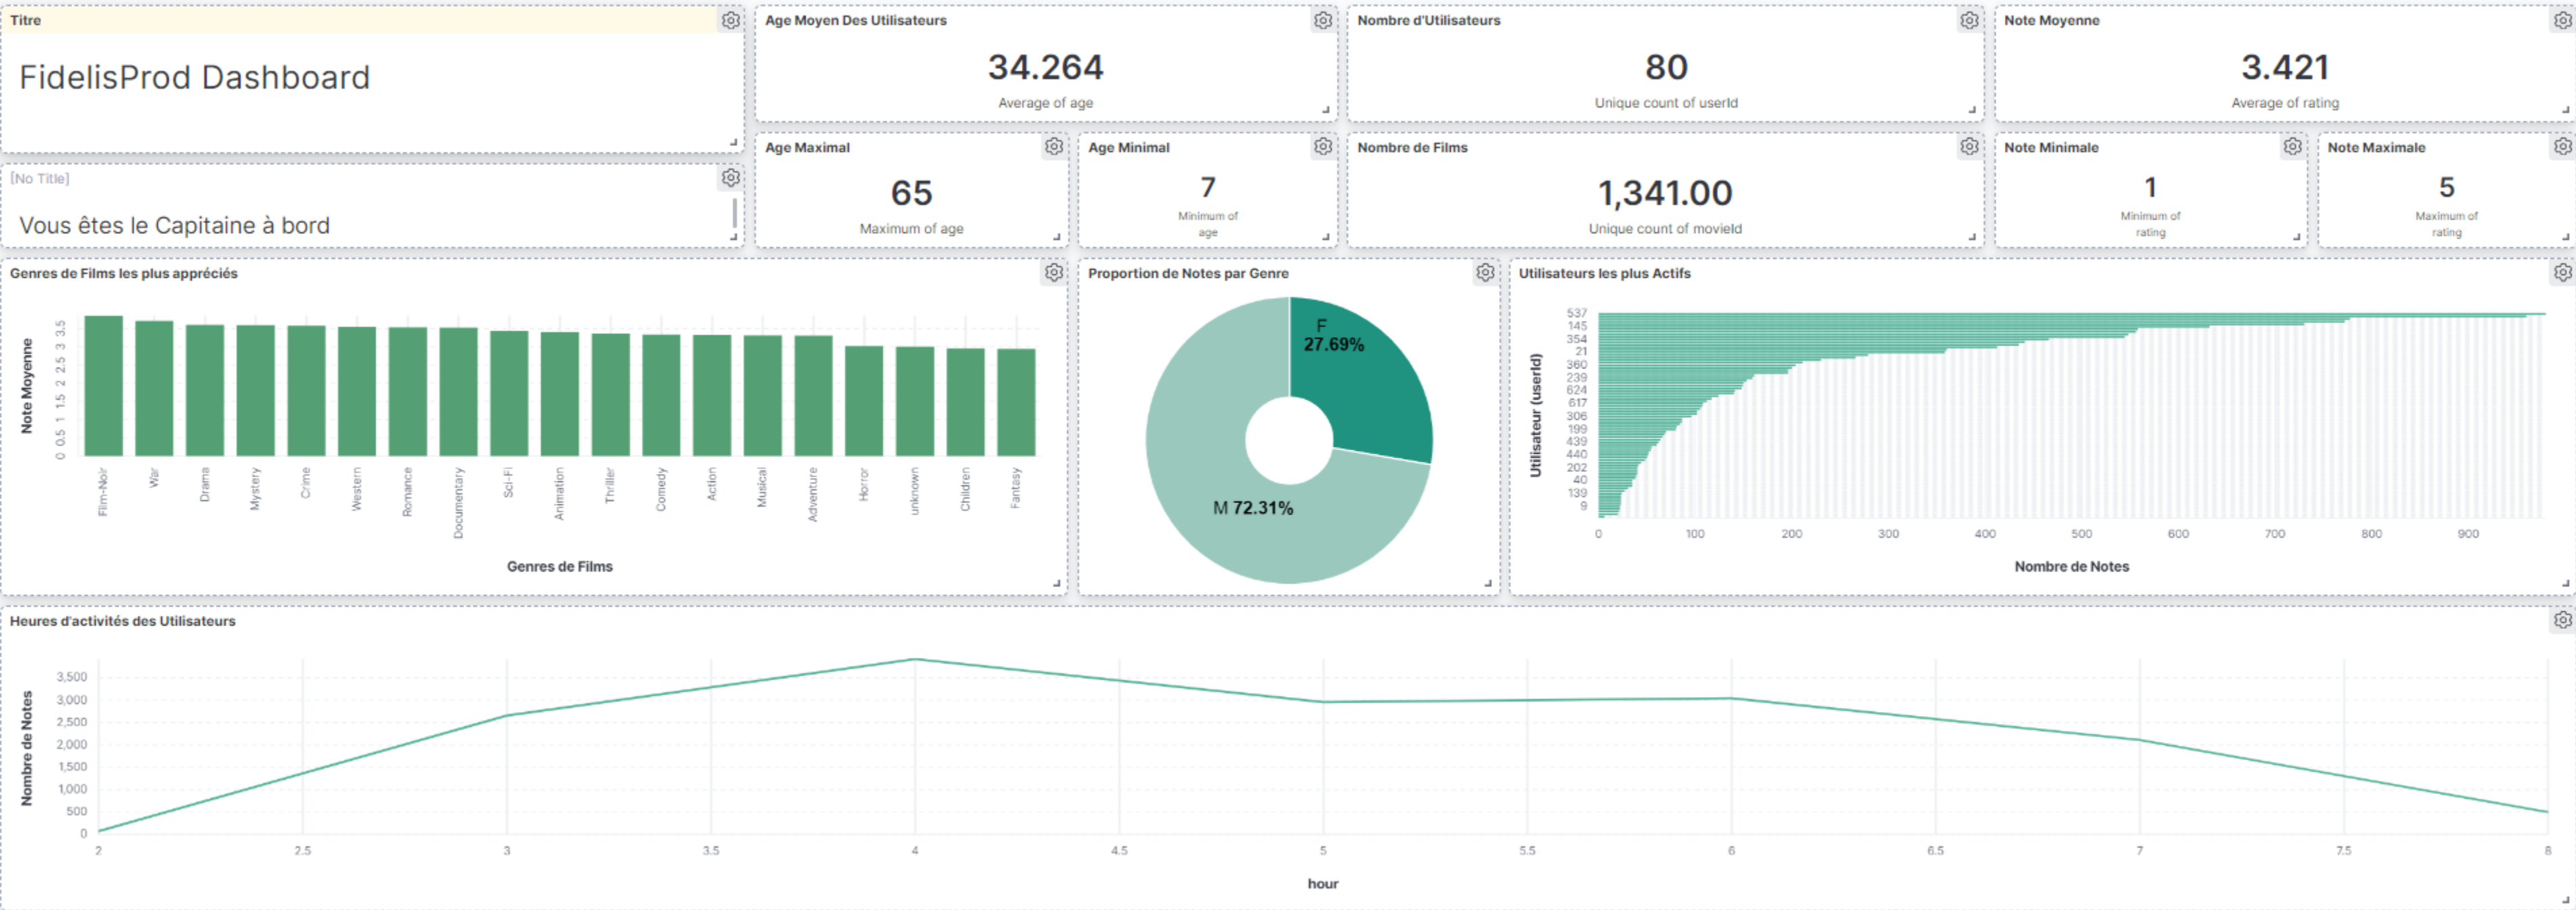 Titre
FidelisProd Dashboard
Age Moyen Des Utilisateurs
34.264
Average of age
Nombre d'Utilisateurs
80
Unique count of userId
Note Moyenne
3.421
Average of rating
[No Title]
Vous êtes le Capitaine à bord
Age Maximal
65
Maximum of age
Age Minimal
7
Minimum of
age
Nombre de Films
1,341.00
Unique count of movieId
Note Minimale
1
Minimum of
rating
Note Maximale
5
Maximum of
rating
Genres de Films les plus appréciés
Note Moyenne
3.5
3
2.5
2
1.5
1
0.5
0
Film-Noir
War
Drama
Mystery
Crime
Western
Romance
Documentary
Sci-Fi
Animation
Thriller
Comedy
Action
Musical
Adventure
Horror
unknown
Children
Fantasy
Genres de Films
Proportion de Notes par Genre
F
27.69%
M 72.31%
Utilisateurs les plus Actifs
Utilisateur (userId)
537
145
354
21
360
239
624
617
306
199
439
440
202
40
139
9
0 100 200 300 400 500 600 700 800 900
Nombre de Notes
Heures d'activités des Utilisateurs
Nombre de Notes
3,500
3,000
2,500
2,000
1,500
1,000
500
0
2 2.5 3 3.5 4 4.5 5 5.5 6 6.5 7 7.5 8
hour